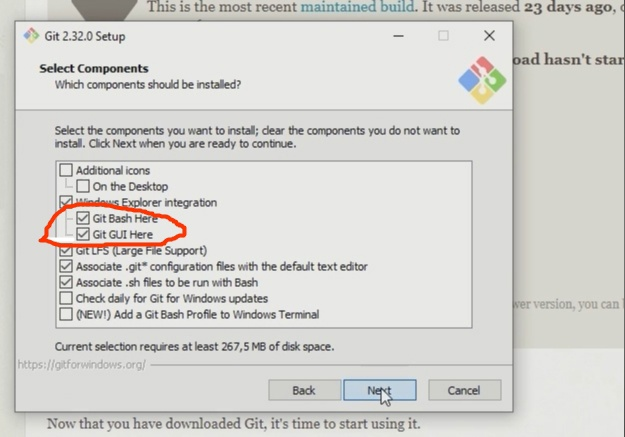 This is the most recent maintained build. It was released 23 days ago,
Git 2.32.0 Setup
Select Components
Which components should be installed?
hasn't
Select the components you want to install; clear the components you do not want to
install. Click Next when you are ready to continue.
Additional icons
On the Desktop
Windows Explorer integration
Git Bash Here
Git GUI Here
Git LFS (Large File Support)
Associate .git* configuration files with the default text editor
Associate .sh files to be run with Bash
Check daily for Git for Windows updates
version, you can
(NEW!) Add a Git Bash Profile to Windows Terminal
Current selection requires at least 267,5 MB of disk space.
https://gitforwindows.org/
Back Next Cancel
Now that you have downloaded Git, it's time to start using it.